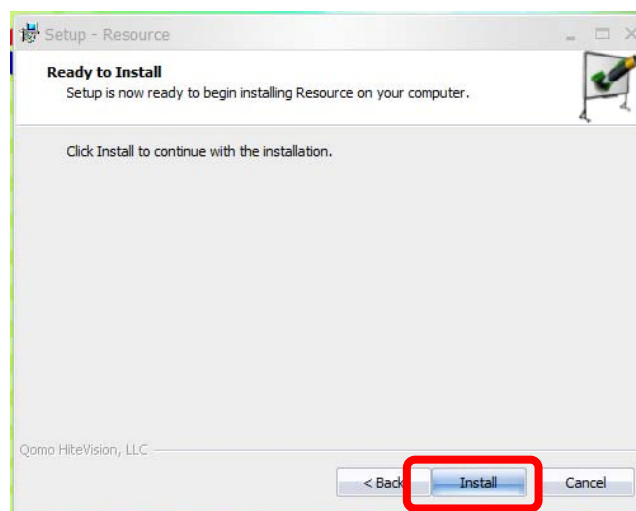 Setup - Resource
Ready to Install
Setup is now ready to begin installing Resource on your computer.
Click Install to continue with the installation.
Qomo HiteVision, LLC
< Back Install Cancel